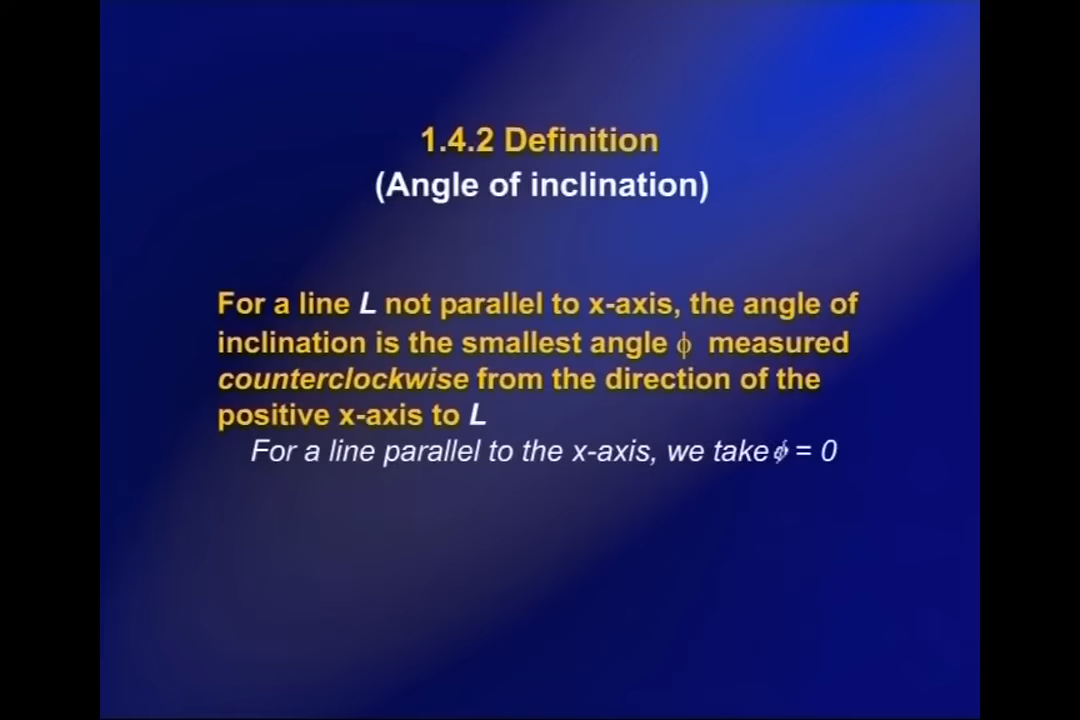 1.4.2 Definition
(Angle of inclination)
For a line L not parallel to x-axis, the angle of
inclination is the smallest angle ϕ measured
counterclockwise from the direction of the
positive x-axis to L
For a line parallel to the x-axis, we take ϕ = 0